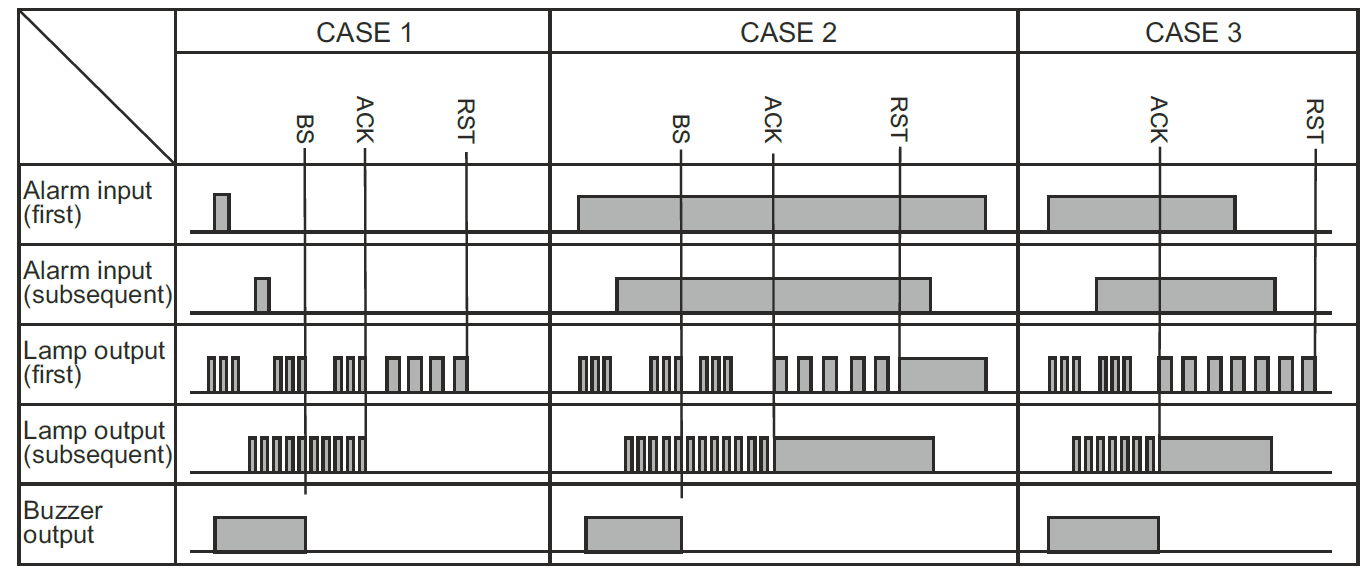 CASE 1
CASE 2
CASE 3
BS
ACK
RST
BS
ACK
RST
ACK
RST
Alarm input
(first)
Alarm input
(subsequent)
Lamp output
(first)
Lamp output
(subsequent)
Buzzer
output